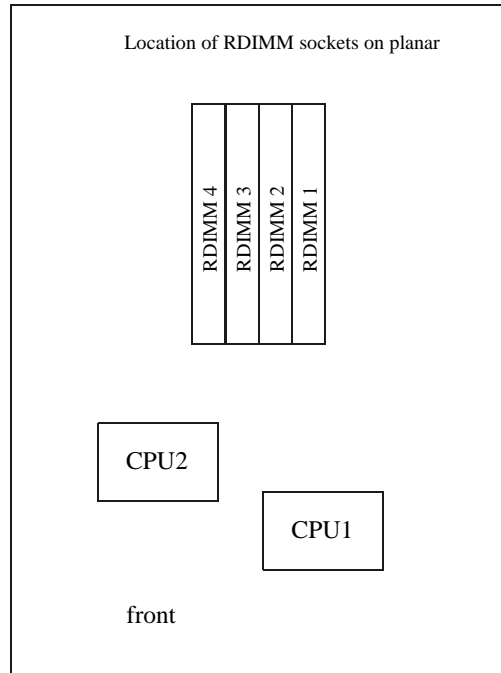 Location of RDIMM sockets on planar
RDIMM 4
RDIMM 3
RDIMM 2
RDIMM 1
CPU2
CPU1
front